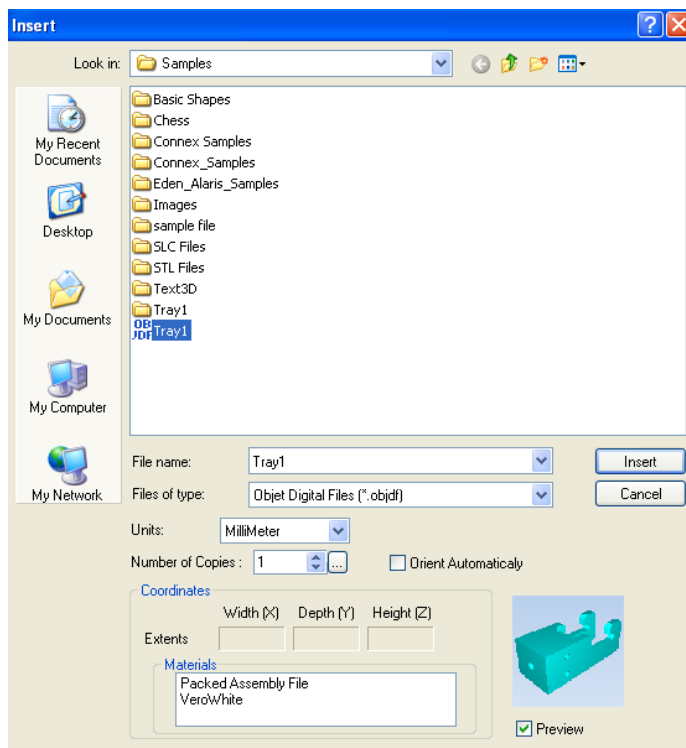 Insert
Look in: Samples
My Recent
Documents
Desktop
My Documents
My Computer
My Network
Basic Shapes
Chess
Connex Samples
Connex_Samples
Eden_Alaris_Samples
Images
sample file
SLC Files
STL Files
Text3D
Tray1
Tray1
File name: Tray1 Insert
Files of type: Objet Digital Files (*.objdf) Cancel
Units: MilliMeter
Number of Copies : 1 ... Orient Automaticaly
Coordinates
Width (X) Depth (Y) Height (Z)
Extents
Materials
Packed Assembly File
VeroWhite
Preview